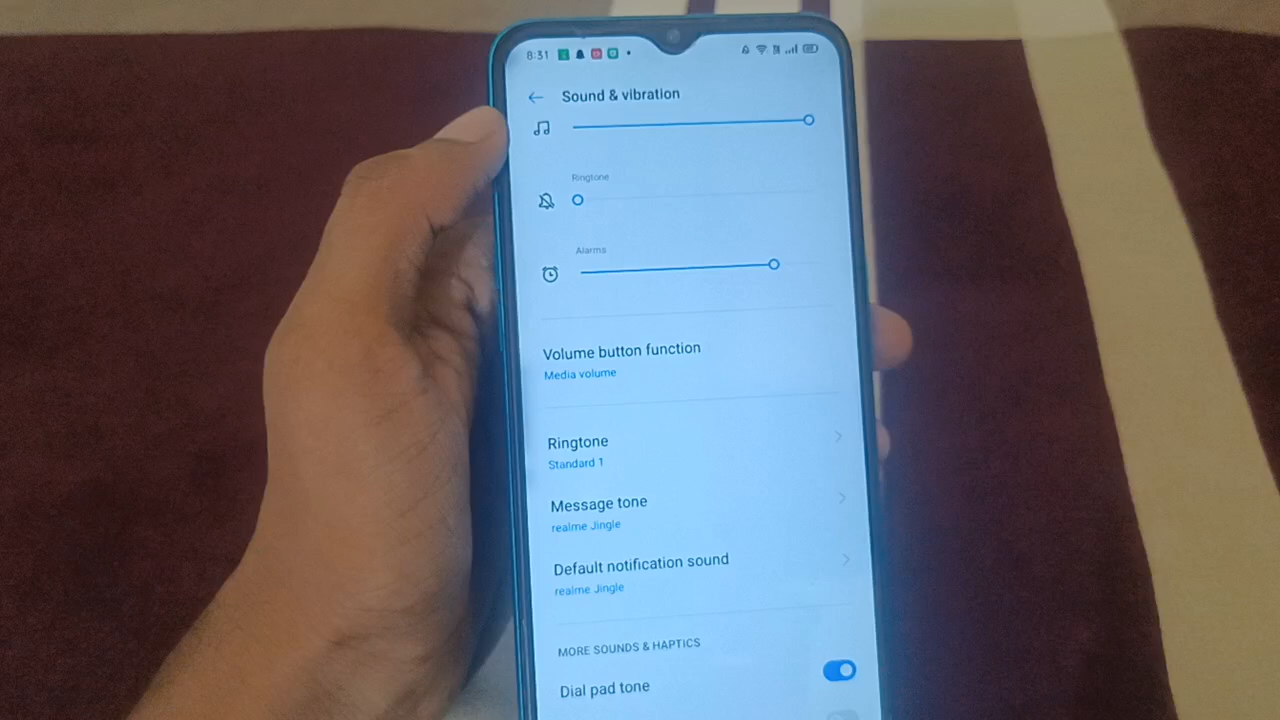 8:31
Sound & vibration
Ringtone
Alarms
Volume button function
Media volume
Ringtone
Standard 1
Message tone
realme Jingle
Default notification sound
realme Jingle
MORE SOUNDS & HAPTICS
Dial pad tone